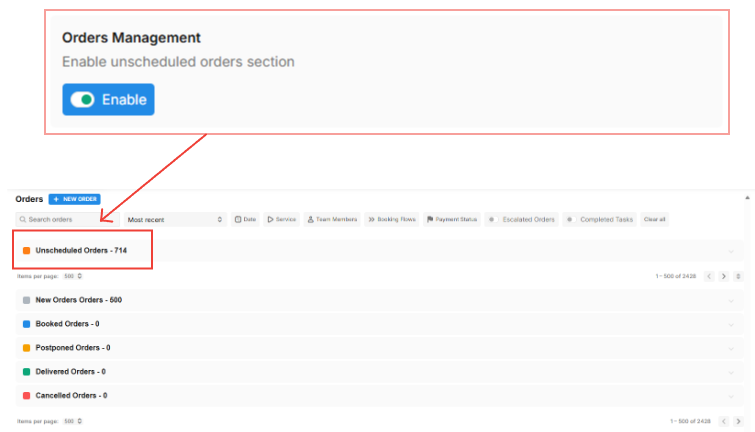 Orders Management
Enable unscheduled orders section
Enable
Orders + NEW ORDER
Search orders Most recent Date Service Team Members Booking Flows Payment Status Escalated Orders Completed Tasks Clear all
Unscheduled Orders - 714
Items per page: 500 1 - 500 of 2428
New Orders Orders - 500
Booked Orders - 0
Postponed Orders - 0
Delivered Orders - 0
Cancelled Orders - 0
Items per page: 500 1 - 500 of 2428